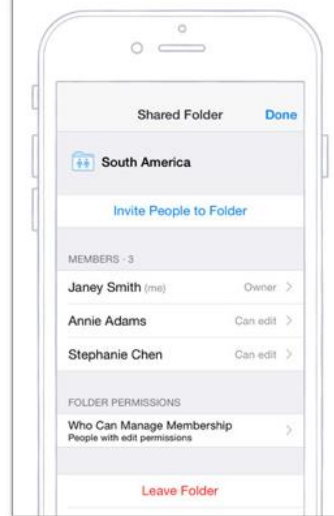 Shared Folder Done
South America
Invite People to Folder
MEMBERS · 3
Janey Smith (me) Owner
Annie Adams Can edit
Stephanie Chen Can edit
FOLDER PERMISSIONS
Who Can Manage Membership
People with edit permissions
Leave Folder